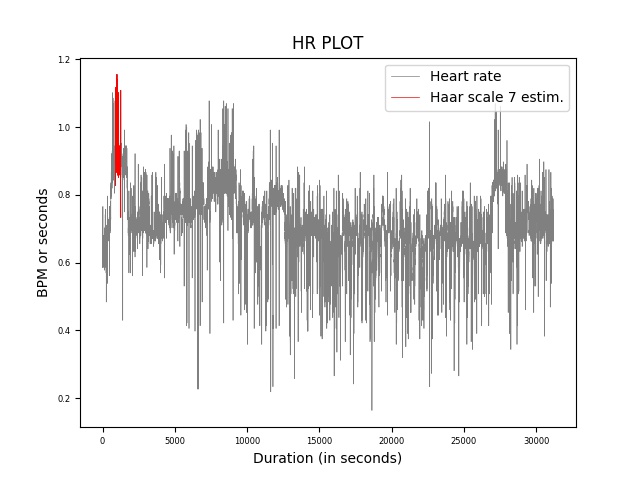 HR PLOT
Heart rate
Haar scale 7 estim.
BPM or seconds
1.2
1.0
0.8
0.6
0.4
0.2
0 5000 10000 15000 20000 25000 30000
Duration (in seconds)